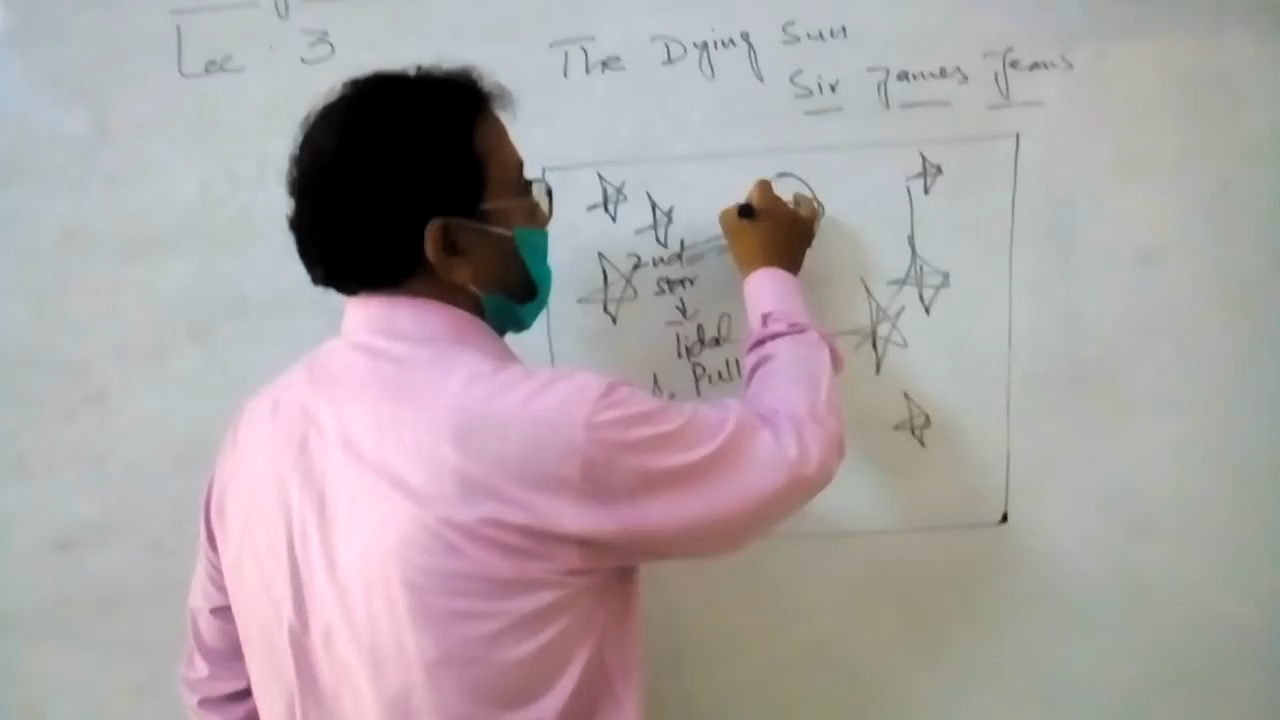 Lec 3
The Dying Sun
Sir James Jeans
2nd
star
Tidal
Pull